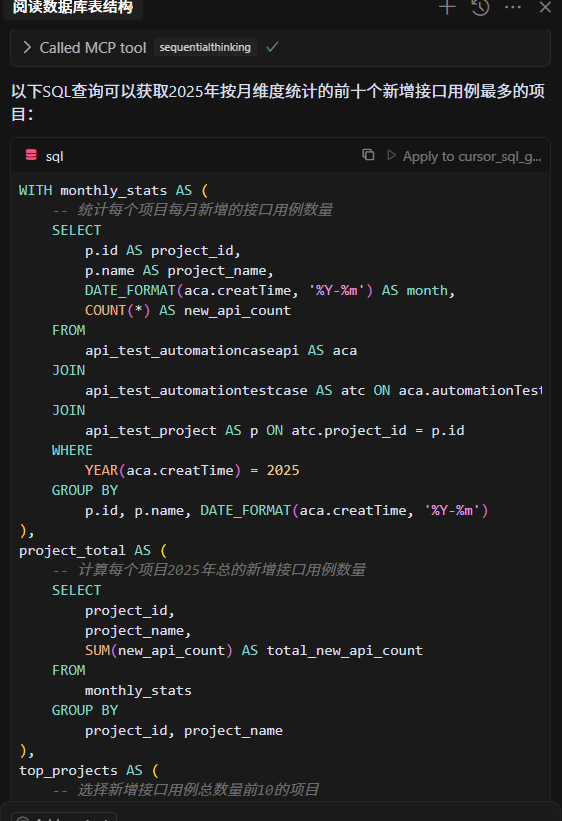 阅读数据库表结构
Called MCP tool sequentialthinking
以下SQL查询可以获取2025年按月维度统计的前十个新增接口用例最多的项
目：
sql Apply to cursor_sql_g...
WITH monthly_stats AS (
-- 统计每个项目每月新增的接口用例数量
SELECT
p.id AS project_id,
p.name AS project_name,
DATE_FORMAT(aca.creatTime, '%Y-%m') AS month,
COUNT(*) AS new_api_count
FROM
api_test_automationcaseapi AS aca
JOIN
api_test_automationtestcase AS atc ON aca.automationTest
JOIN
api_test_project AS p ON atc.project_id = p.id
WHERE
YEAR(aca.creatTime) = 2025
GROUP BY
p.id, p.name, DATE_FORMAT(aca.creatTime, '%Y-%m')
),
project_total AS (
-- 计算每个项目2025年总的新增接口用例数量
SELECT
project_id,
project_name,
SUM(new_api_count) AS total_new_api_count
FROM
monthly_stats
GROUP BY
project_id, project_name
),
top_projects AS (
-- 选择新增接口用例总数量前10的项目